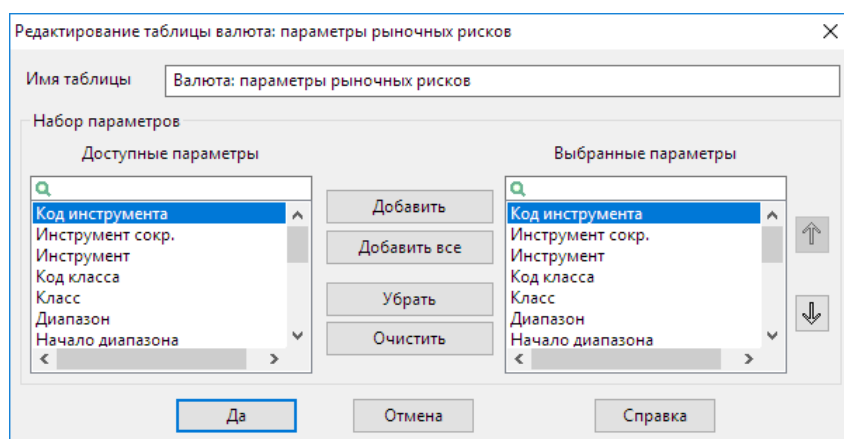 Редактирование таблицы валюта: параметры рыночных рисков
Имя таблицы
Валюта: параметры рыночных рисков
Набор параметров
Доступные параметры
Код инструмента
Инструмент сокр.
Инструмент
Код класса
Класс
Диапазон
Начало диапазона
Добавить
Добавить все
Убрать
Очистить
Выбранные параметры
Код инструмента
Инструмент сокр.
Инструмент
Код класса
Класс
Диапазон
Начало диапазона
Да
Отмена
Справка